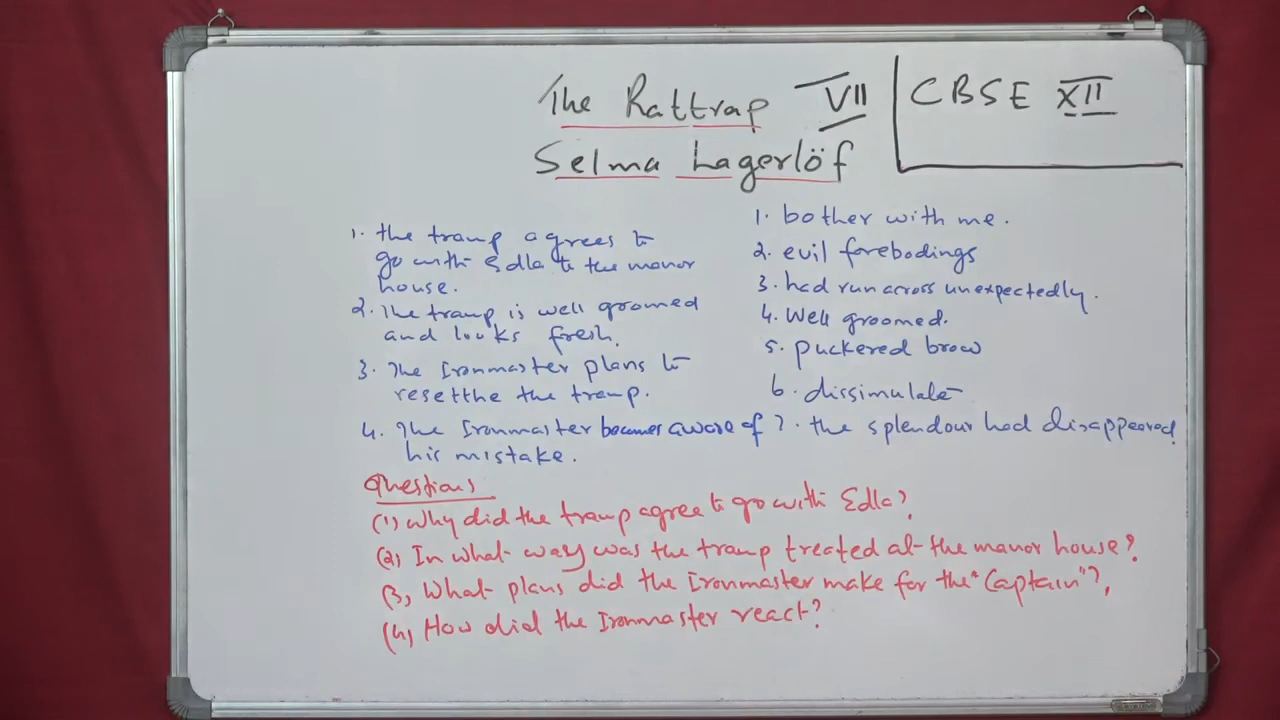 The Rattrap VII
CBSE XII
Selma Lagerlöf
1. the tramp agrees to
go with Edla to the manor
house.
2. The tramp is well groomed
and looks fresh.
3. The Ironmaster plans to
resetthe the tramp.
4. The Ironmaster becomes aware of
his mistake.
1. bother with me.
2. evil forebodings
3. had run across unexpectedly.
4. Well groomed.
5. puckered brow
6. dissimulate
7. the splendour had disappeared
Questions
(1) Why did the tramp agree to go with Edla?
(2) In what way was the tramp treated at the manor house?
(3) What plans did the Ironmaster make for the "Captain"?
(4) How did the Ironmaster react?